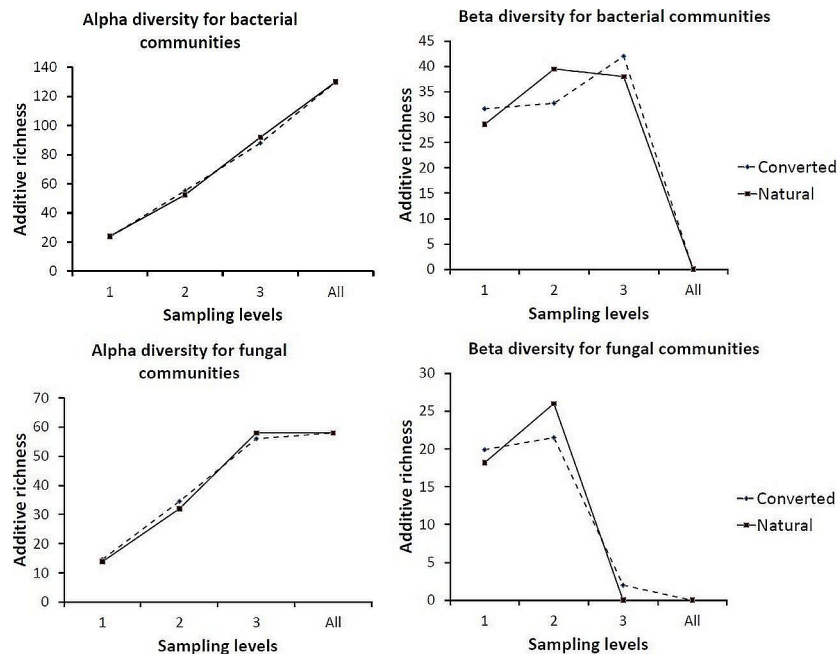 Alpha diversity for bacterial
communities
Additive richness
140
120
100
80
60
40
20
0
1 2 3 All
Sampling levels
Beta diversity for bacterial communities
Additive richness
45
40
35
30
25
20
15
10
5
0
1 2 3 All
Sampling levels
Converted
Natural
Alpha diversity for fungal
communities
Additive richness
70
60
50
40
30
20
10
0
1 2 3 All
Sampling levels
Beta diversity for fungal communities
Additive richness
30
25
20
15
10
5
0
1 2 3 All
Sampling levels
Converted
Natural